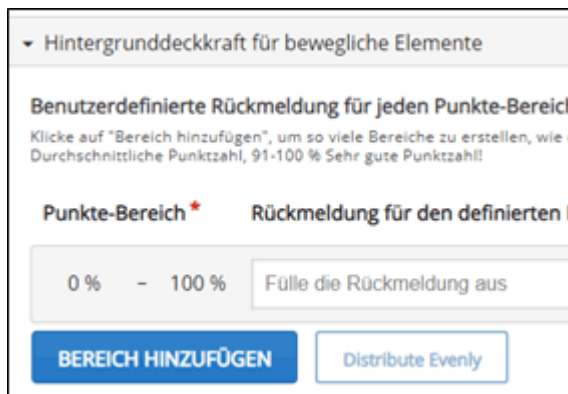 Hintergrunddeckkraft für bewegliche Elemente
Benutzerdefinierte Rückmeldung für jeden Punkte-Bereich
Klicke auf "Bereich hinzufügen", um so viele Bereiche zu erstellen, wie
Durchschnittliche Punktzahl, 91-100 % Sehr gute Punktzahl!
Punkte-Bereich * Rückmeldung für den definierten
0 % – 100 % Fülle die Rückmeldung aus
BEREICH HINZUFÜGEN Distribute Evenly